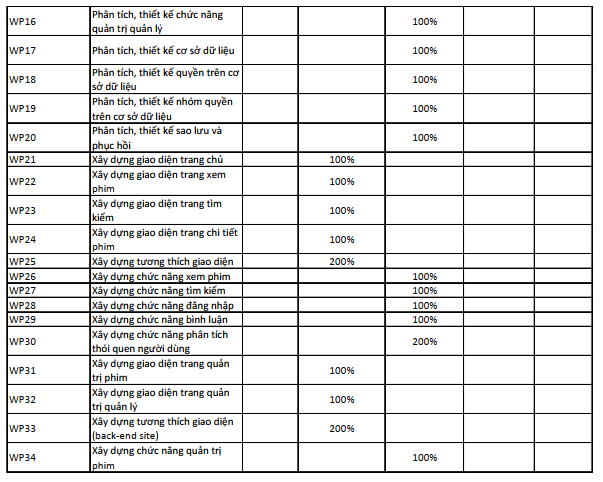 WP16
Phân tích, thiết kế chức năng
quản trị quản lý
100%
WP17
Phân tích, thiết kế cơ sở dữ liệu
100%
WP18
Phân tích, thiết kế quyền trên cơ
sở dữ liệu
100%
WP19
Phân tích, thiết kế nhóm quyền
trên cơ sở dữ liệu
100%
WP20
Phân tích, thiết kế sao lưu và
phục hồi
100%
WP21
Xây dựng giao diện trang chủ
100%
WP22
Xây dựng giao diện trang xem
phim
100%
WP23
Xây dựng giao diện trang tìm
kiếm
100%
WP24
Xây dựng giao diện trang chi tiết
phim
100%
WP25
Xây dựng tương thích giao diện
200%
WP26
Xây dựng chức năng xem phim
100%
WP27
Xây dựng chức năng tìm kiếm
100%
WP28
Xây dựng chức năng đăng nhập
100%
WP29
Xây dựng chức năng bình luận
100%
WP30
Xây dựng chức năng phân tích
thói quen người dùng
200%
WP31
Xây dựng giao diện trang quản
trị phim
100%
WP32
Xây dựng giao diện trang quản
trị quản lý
100%
WP33
Xây dựng tương thích giao diện
(back-end site)
200%
WP34
Xây dựng chức năng quản trị
phim
100%